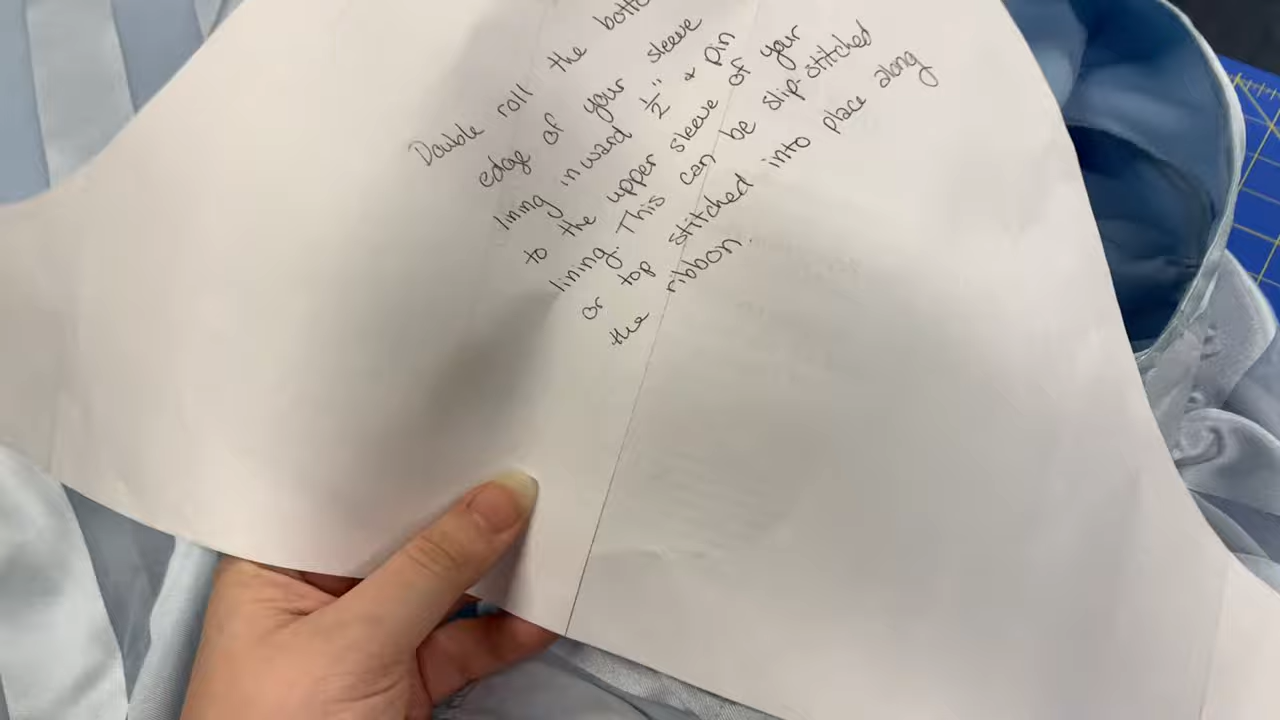 Double roll the
edge of your sleeve
lining inward 1/2" + pin
to the upper sleeve of your
lining. This can be slip-stitched
or top stitched into place along
the ribbon.